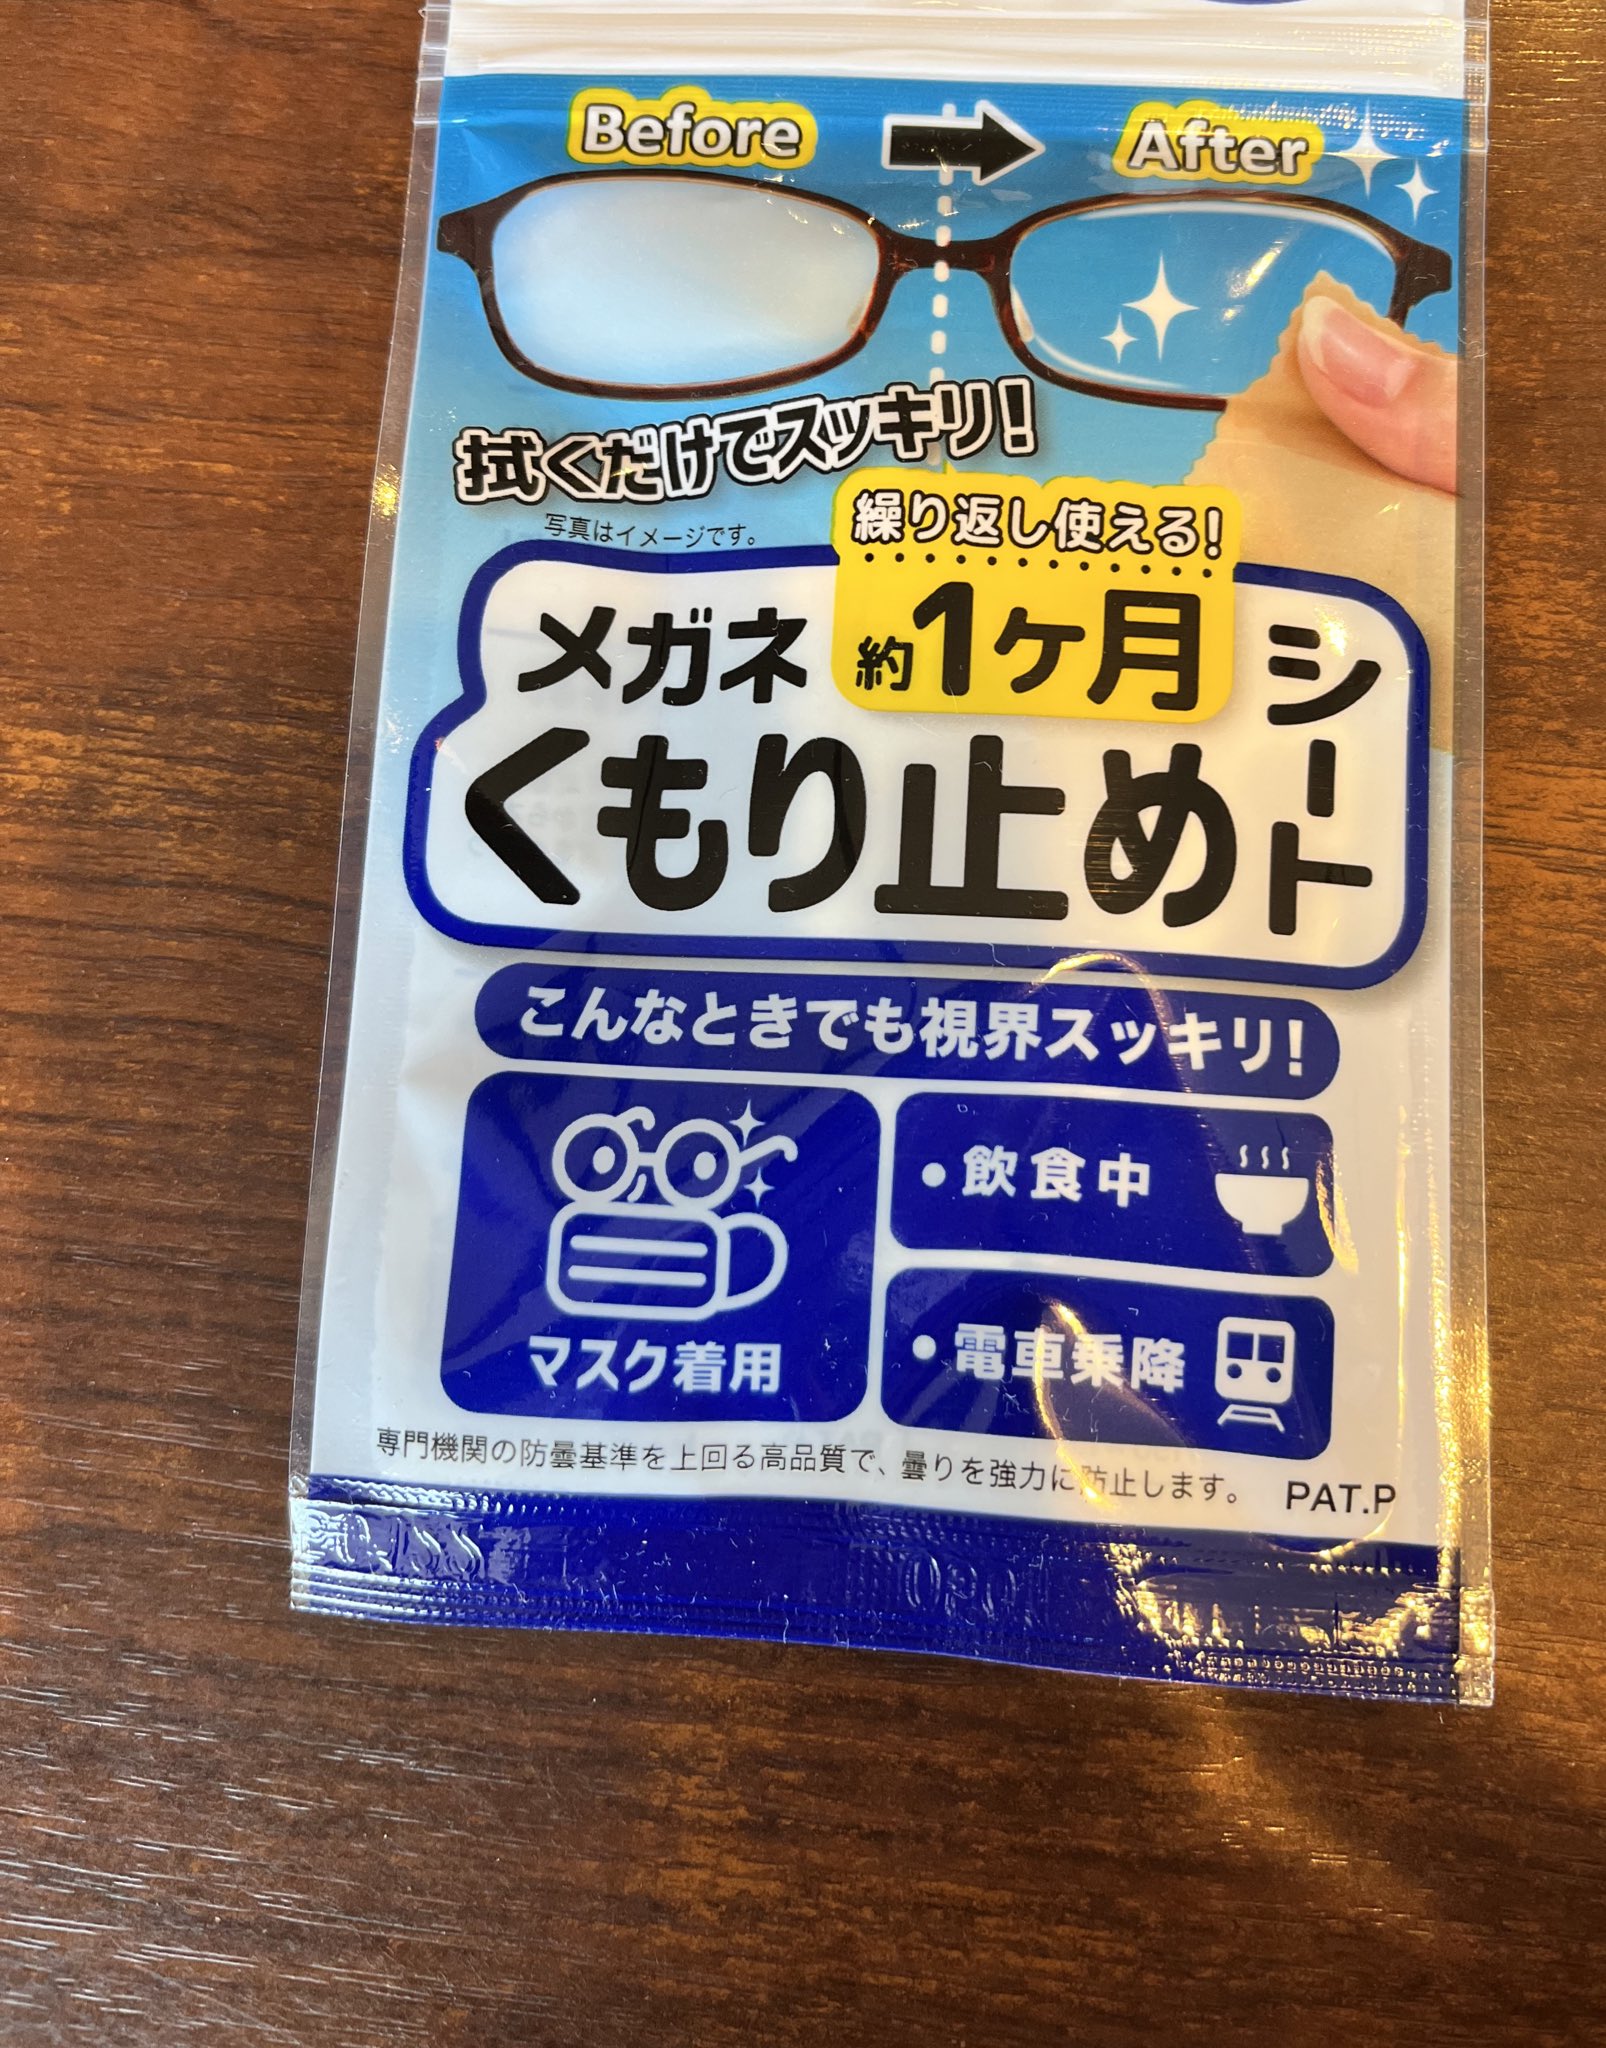 Before → After
拭くだけでスッキリ!
写真はイメージです。
繰り返し使える!
約1ヶ月
メガネ
くもり止め
シート
こんなときでも視界スッキリ!
マスク着用
・飲食中
・電車乗降
専門機関の防曇基準を上回る高品質で、曇りを強力に防止します。
PAT.P